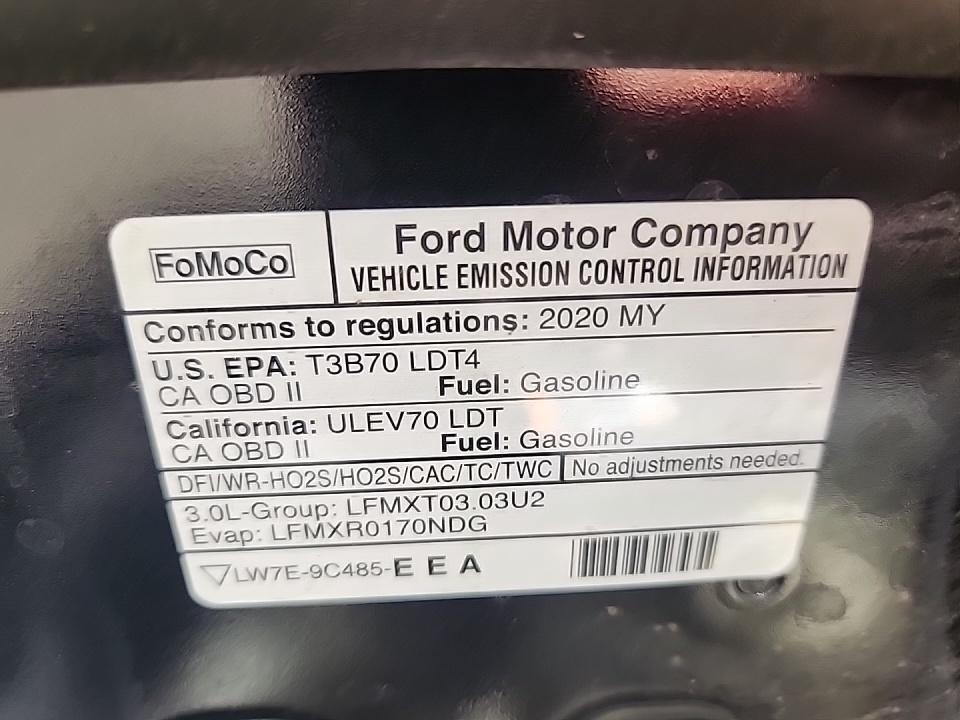 FoMoCo
Ford Motor Company
VEHICLE EMISSION CONTROL INFORMATION
Conforms to regulations: 2020 MY
U.S. EPA: T3B70 LDT4
CA OBD II Fuel: Gasoline
California: ULEV70 LDT
CA OBD II Fuel: Gasoline
DFI/WR-HO2S/HO2S/CAC/TC/TWC No adjustments needed.
3.0L-Group: LFMXT03.03U2
Evap: LFMXR0170NDG
LW7E-9C485-E E A